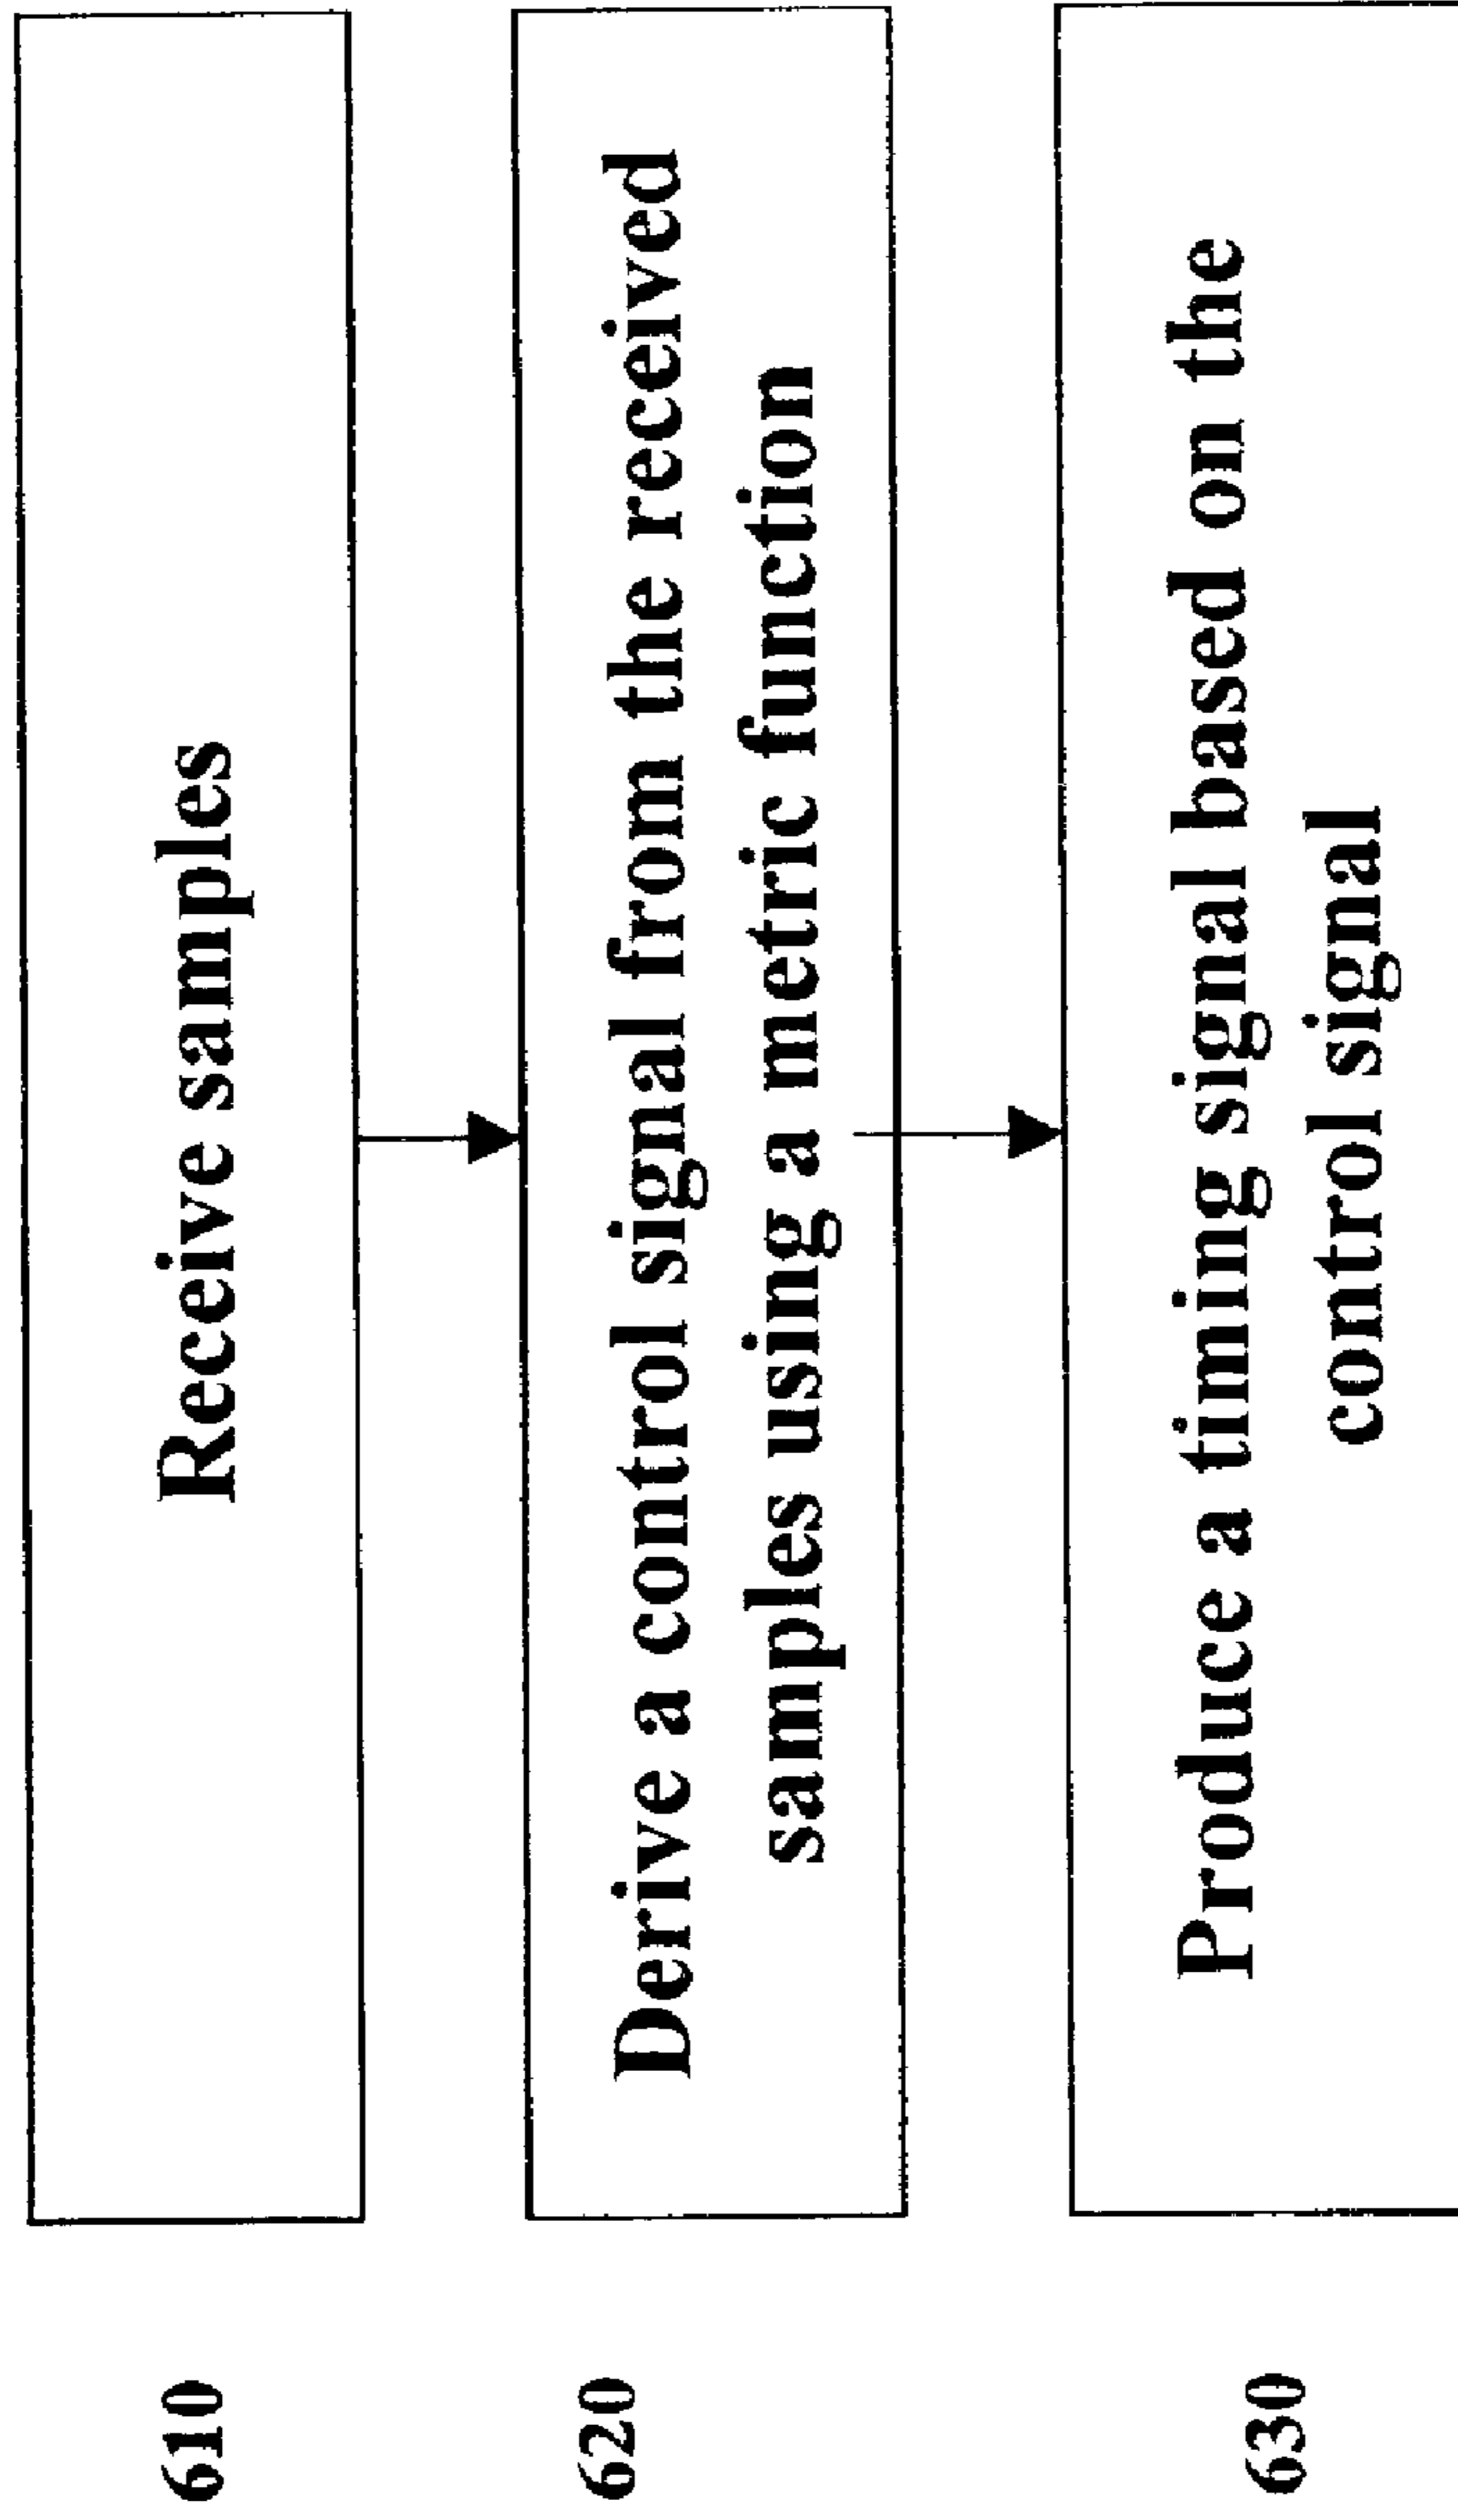 610
Receive samples
620
Derive a control signal from the received
samples using a metric function
630
Produce a timing signal based on the
control signal